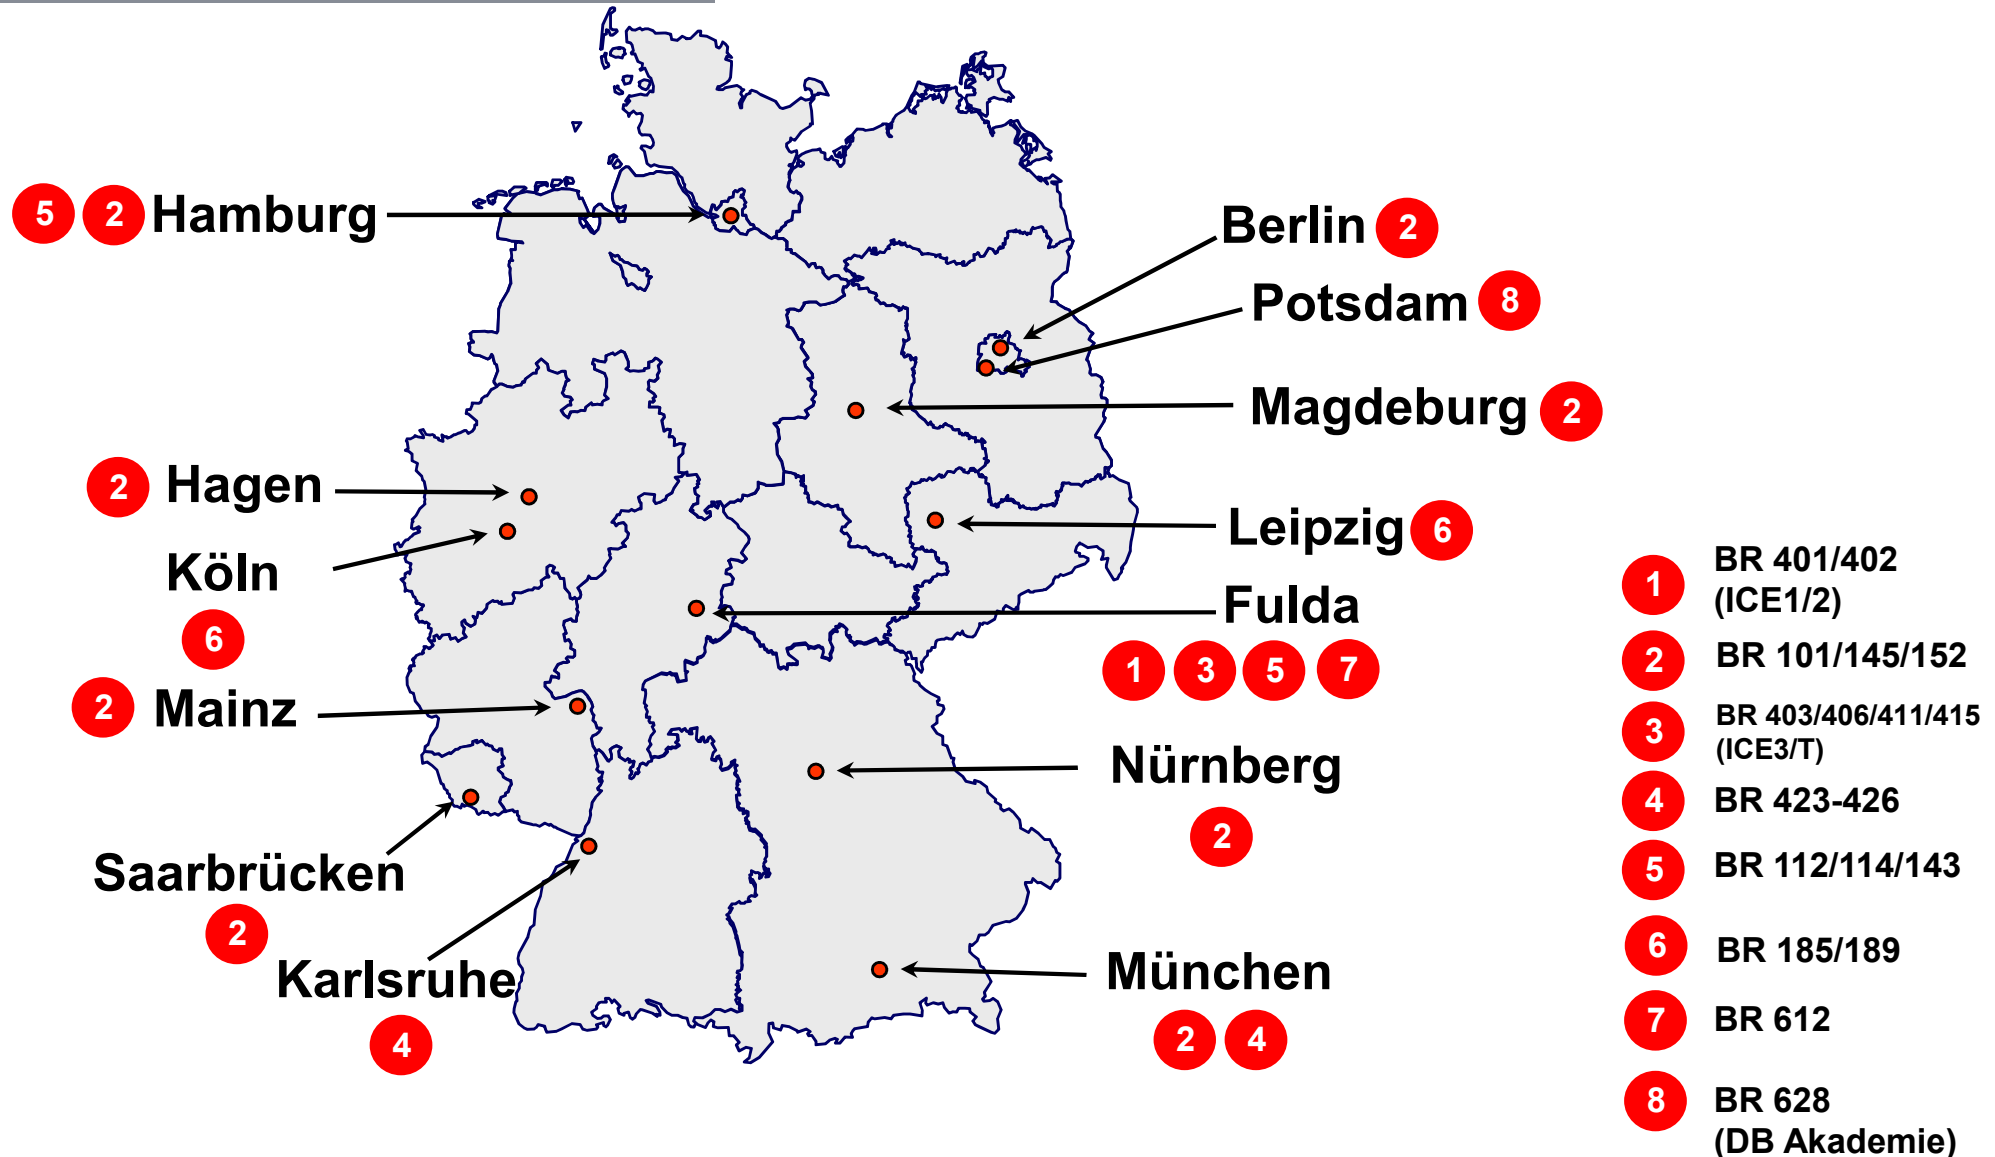 5 2 Hamburg
Berlin 2
Potsdam 8
Magdeburg 2
2 Hagen
Leipzig 6
Köln
6
Fulda
1 3 5 7
2 Mainz
Nürnberg
2
Saarbrücken
2
Karlsruhe
4
München
2 4
1 BR 401/402
(ICE1/2)
2 BR 101/145/152
3 BR 403/406/411/415
(ICE3/T)
4 BR 423-426
5 BR 112/114/143
6 BR 185/189
7 BR 612
8 BR 628
(DB Akademie)